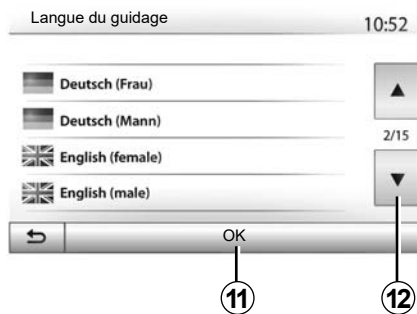 Langue du guidage
10:52
Deutsch (Frau)
Deutsch (Mann)
2/15
English (female)
English (male)
OK
11
12